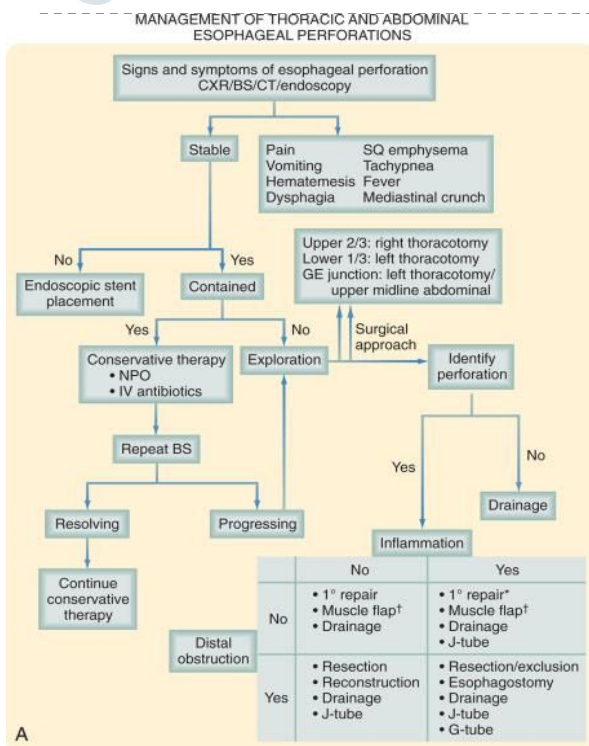 MANAGEMENT OF THORACIC AND ABDOMINAL
ESOPHAGEAL PERFORATIONS
Signs and symptoms of esophageal perforation
CXR/BS/CT/endoscopy
Stable
Pain
Vomiting
Hematemesis
Dysphagia
SQ emphysema
Tachypnea
Fever
Mediastinal crunch
No
Yes
Endoscopic stent
placement
Contained
Upper 2/3: right thoracotomy
Lower 1/3: left thoracotomy
GE junction: left thoracotomy/
upper midline abdominal
Yes
No
Surgical
approach
Conservative therapy
• NPO
• IV antibiotics
Exploration
Identify
perforation
Repeat BS
Yes
No
Resolving
Progressing
Drainage
Inflammation
Continue
conservative
therapy
No
Yes
Distal
obstruction
No
• 1° repair
• Muscle flap†
• Drainage
• 1° repair*
• Muscle flap†
• Drainage
• J-tube
Yes
• Resection
• Reconstruction
• Drainage
• J-tube
• Resection/exclusion
• Esophagostomy
• Drainage
• J-tube
• G-tube
A